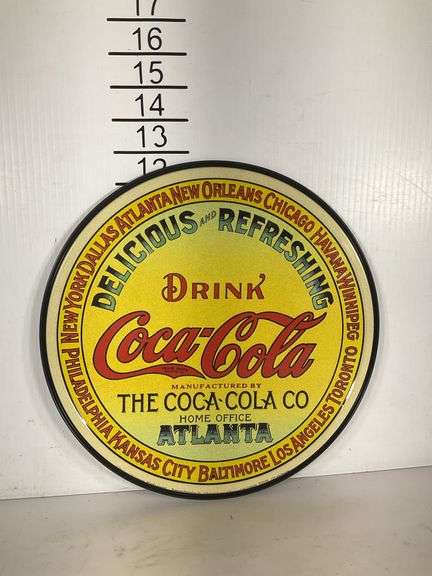 17
16
15
14
13
12
NEW YORK DALLAS ATLANTA NEW ORLEANS CHICAGO HAVANA WINNIPEG TORONTO LOS ANGELES BALTIMORE KANSAS CITY PHILADELPHIA
DELICIOUS AND REFRESHING
DRINK
Coca-Cola
MANUFACTURED BY
THE COCA-COLA CO
HOME OFFICE
ATLANTA